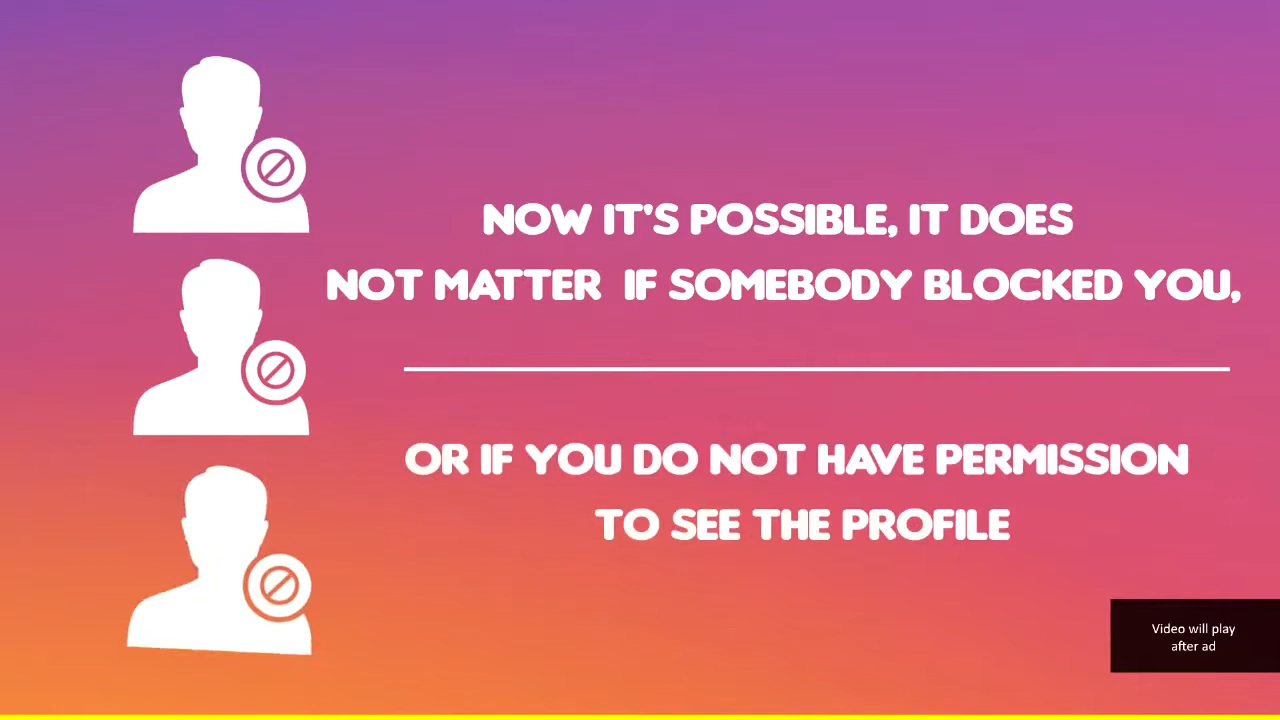 NOW IT'S POSSIBLE, IT DOES
NOT MATTER IF SOMEBODY BLOCKED YOU,
OR IF YOU DO NOT HAVE PERMISSION
TO SEE THE PROFILE
Video will play
after ad